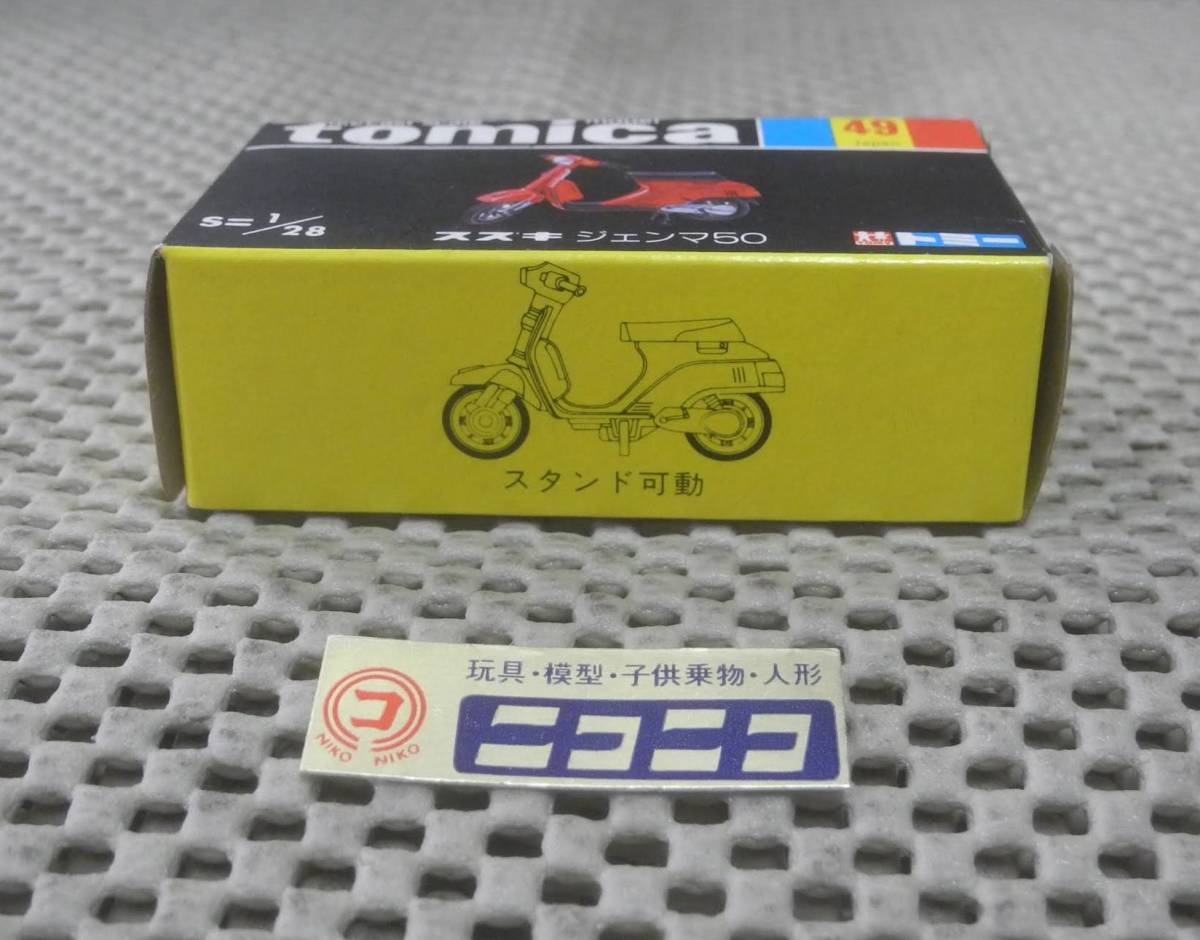 tomica
49
Japan
S=1/28
スズキ ジェンマ50
トミー
スタンド可動
玩具・模型・子供乗物・人形
コ
NIKO NIKO
ニコニコ